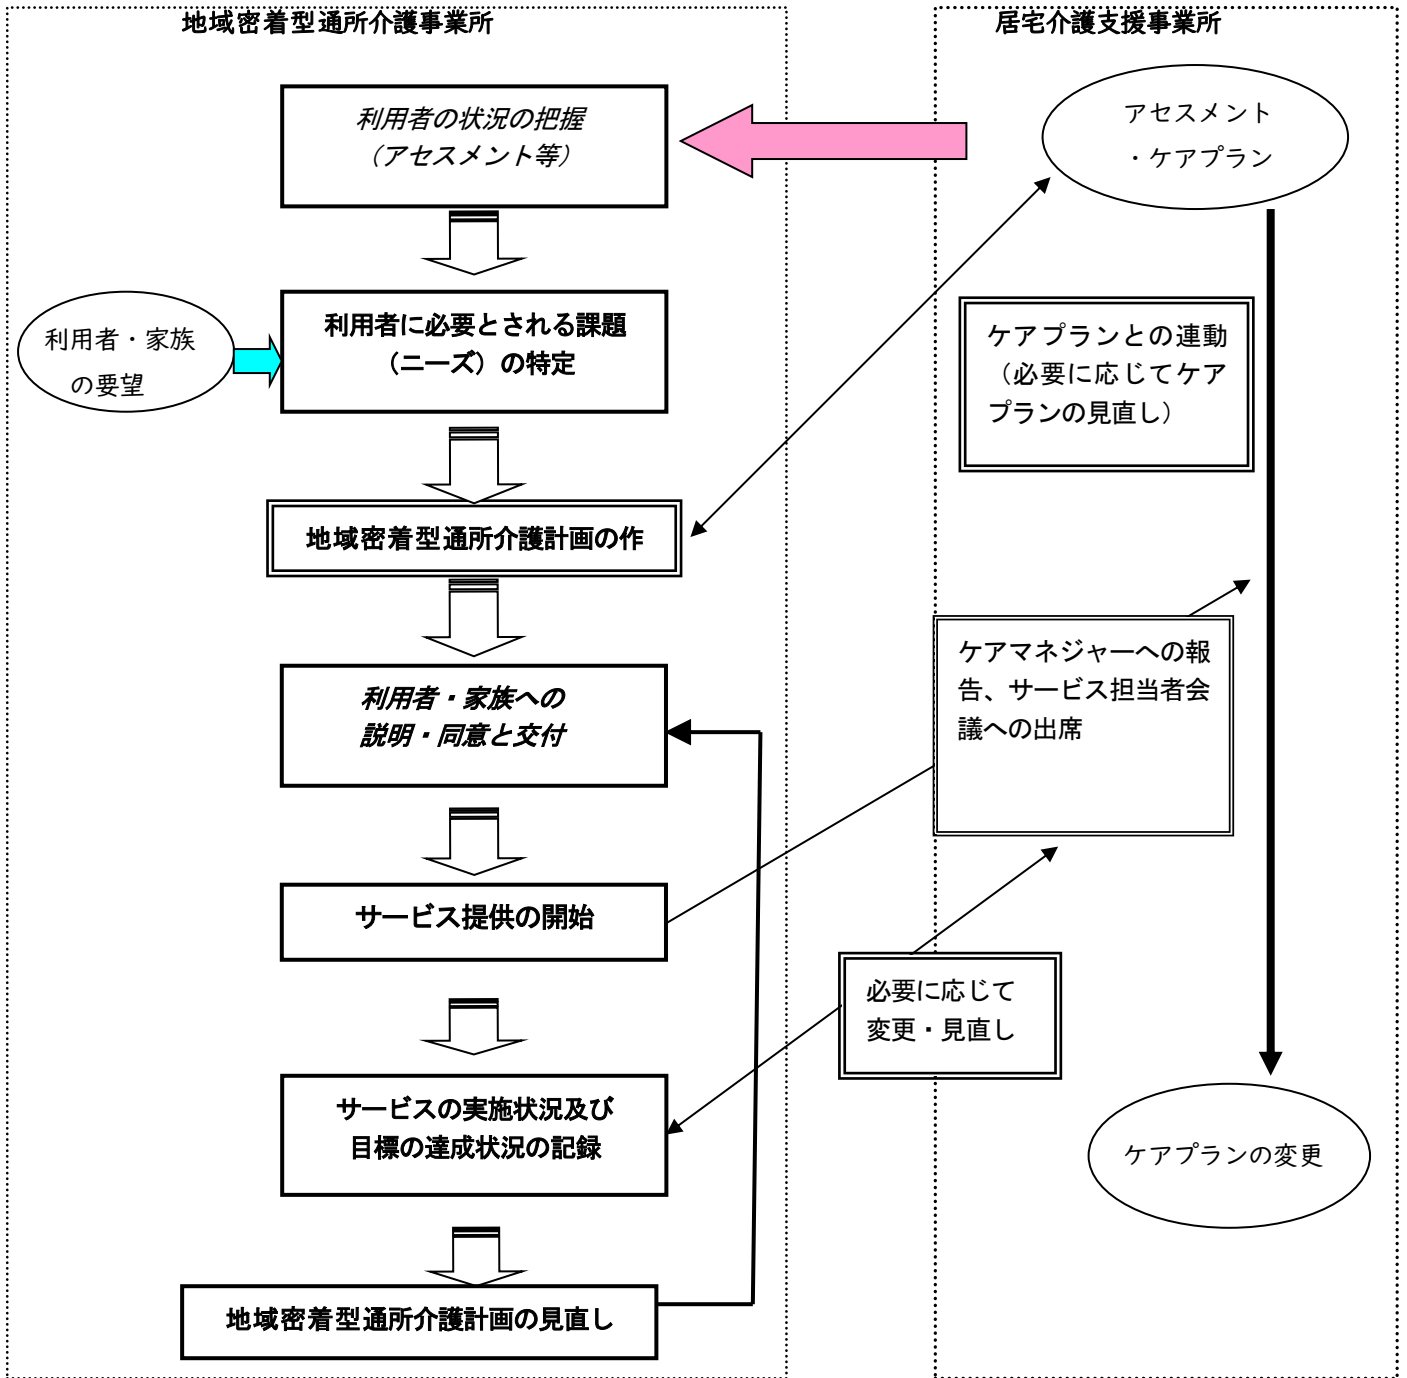 地域密着型通所介護事業所
居宅介護支援事業所
利用者の状況の把握
（アセスメント等）
アセスメント
・ケアプラン
利用者・家族
の要望
利用者に必要とされる課題
（ニーズ）の特定
ケアプランとの連動
（必要に応じてケア
プランの見直し）
地域密着型通所介護計画の作
利用者・家族への
説明・同意と交付
ケアマネジャーへの報
告、サービス担当者会
議への出席
サービス提供の開始
必要に応じて
変更・見直し
サービスの実施状況及び
目標の達成状況の記録
ケアプランの変更
地域密着型通所介護計画の見直し